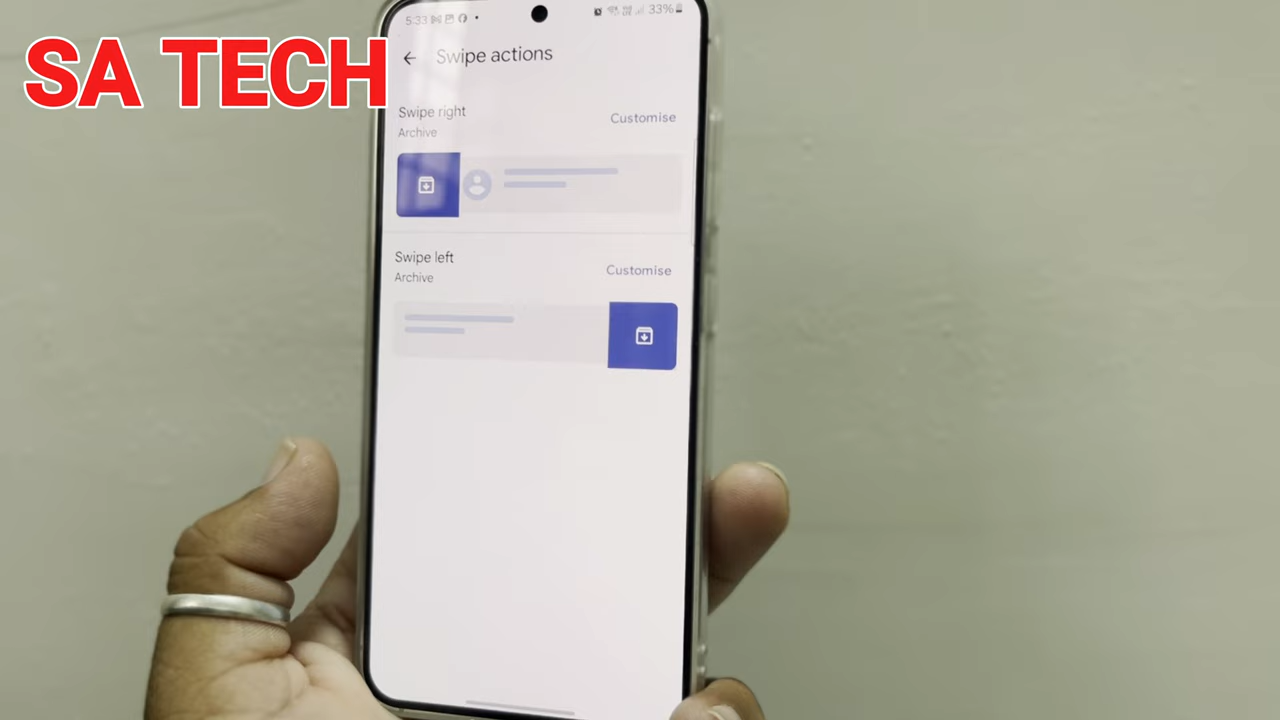 SA TECH
5:33
33%
Swipe actions
Swipe right
Archive
Customise
Swipe left
Archive
Customise